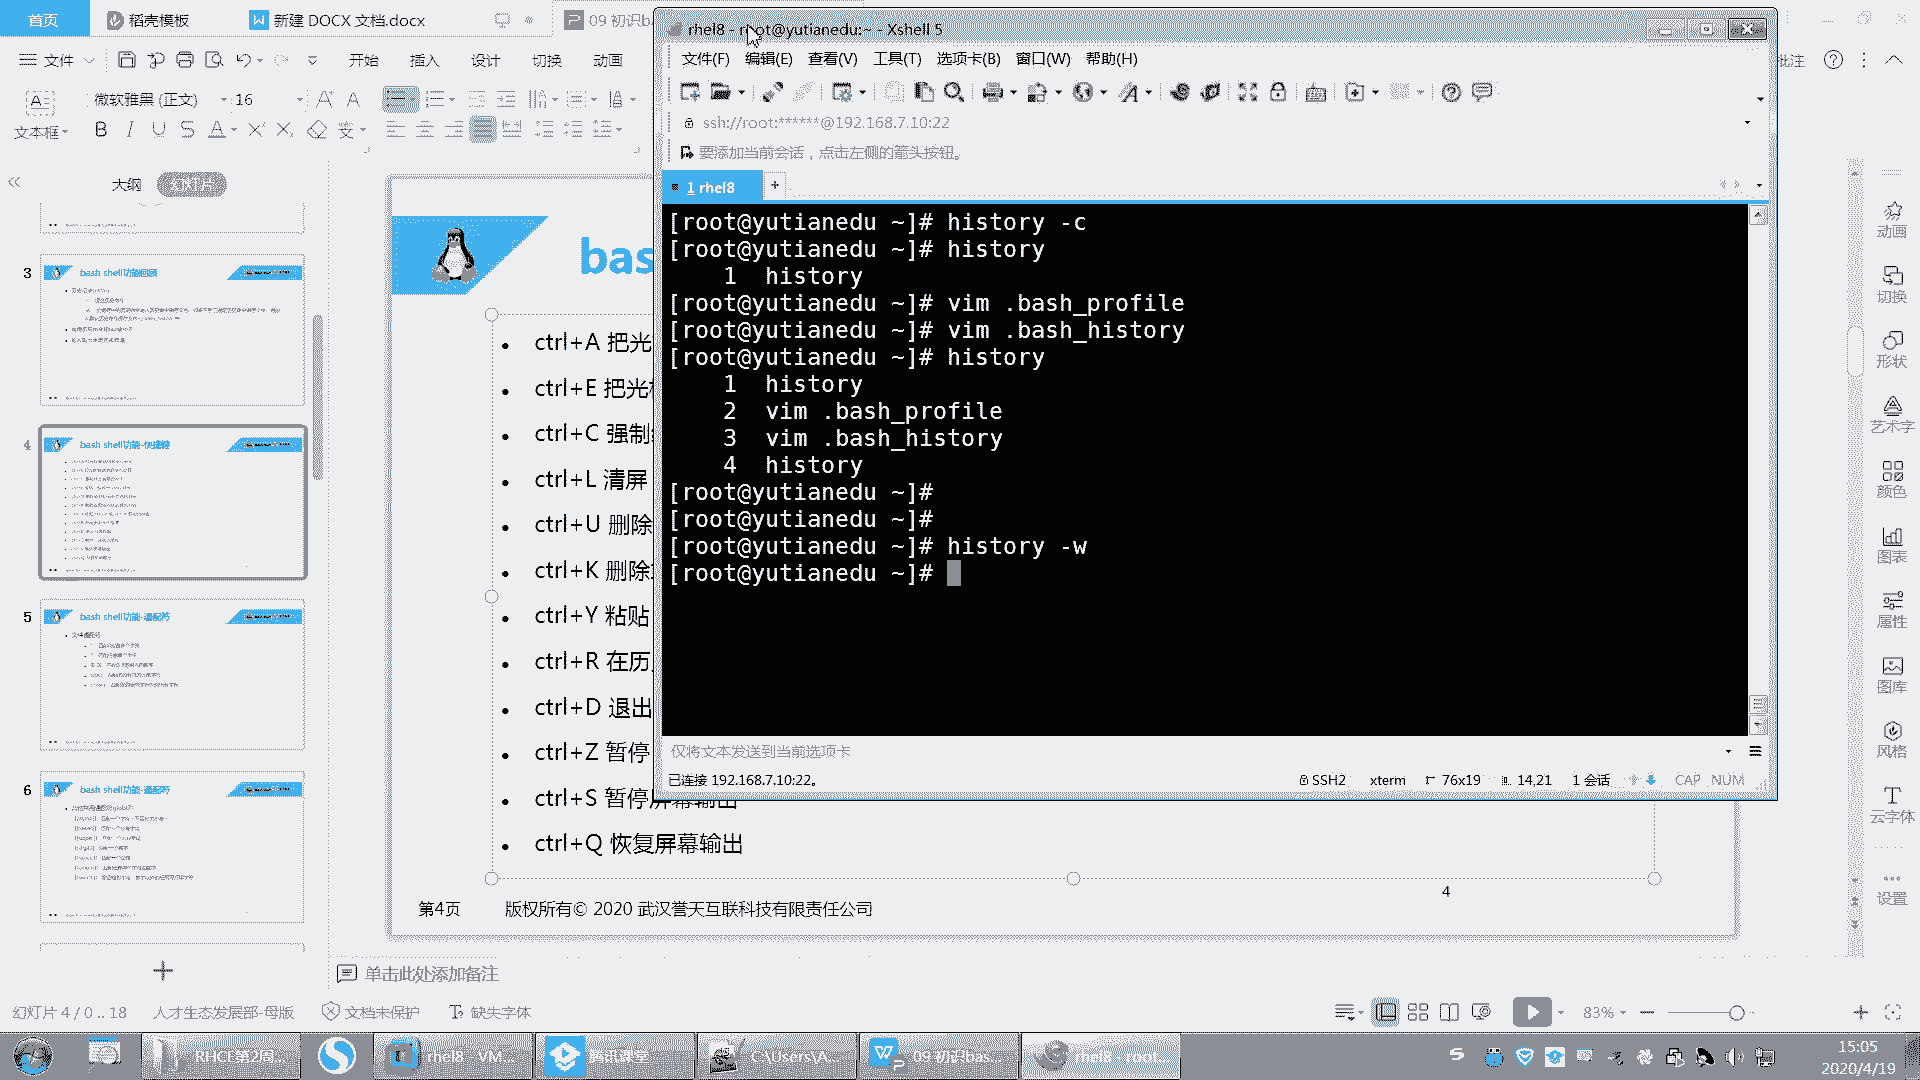 首页
稻壳模板
新建 DOCX 文档.docx
09 初识ba
rhel8 - root@yutianedu:~ - Xshell 5
文件
开始
插入
设计
切换
动画
批注
文件(F)
编辑(E)
查看(V)
工具(T)
选项卡(B)
窗口(W)
帮助(H)
文本框
微软雅黑 (正文)
16
ssh://root:******@192.168.7.10:22
要添加当前会话，点击左侧的箭头按钮。
大纲
幻灯片
1 rhel8
[root@yutianedu ~]# history -c
[root@yutianedu ~]# history
1 history
[root@yutianedu ~]# vim .bash_profile
[root@yutianedu ~]# vim .bash_history
[root@yutianedu ~]# history
1 history
2 vim .bash_profile
3 vim .bash_history
4 history
[root@yutianedu ~]#
[root@yutianedu ~]#
[root@yutianedu ~]# history -w
[root@yutianedu ~]#
仅将文本发送到当前选项卡
已连接 192.168.7.10:22。
SSH2
xterm
76x19
14,21
1 会话
CAP
NUM
3
bash shell功能回顾
4
bash shell功能-快捷键
5
bash shell功能-通配符
6
bash shell功能-通配符
bas
ctrl+A 把光
ctrl+E 把光
ctrl+C 强制
ctrl+L 清屏
ctrl+U 删除
ctrl+K 删除
ctrl+Y 粘贴
ctrl+R 在历
ctrl+D 退出
ctrl+Z 暂停
ctrl+S 暂停屏幕输出
ctrl+Q 恢复屏幕输出
4
第4页
版权所有© 2020 武汉誉天互联科技有限责任公司
动画
切换
形状
艺术字
颜色
图表
属性
图库
风格
云字体
设置
单击此处添加备注
幻灯片 4 / 0 .. 18
人才生态发展部-母版
文档未保护
缺失字体
83%
RHCE第2周...
rhel8 - VM...
腾讯课堂
C:\Users\A...
09 初识bas...
rhel8 - root...
15:05
2020/4/19